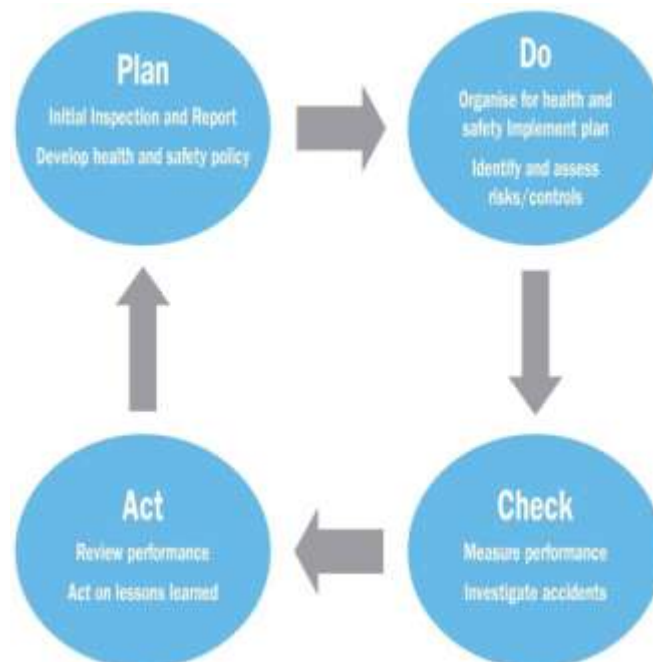 Plan
Initial Inspection and Report
Develop health and safety policy
Do
Organise for health and
safety Implement plan
Identify and assess
risks/controls
Check
Measure performance
Investigate accidents
Act
Review performance
Act on lessons learned